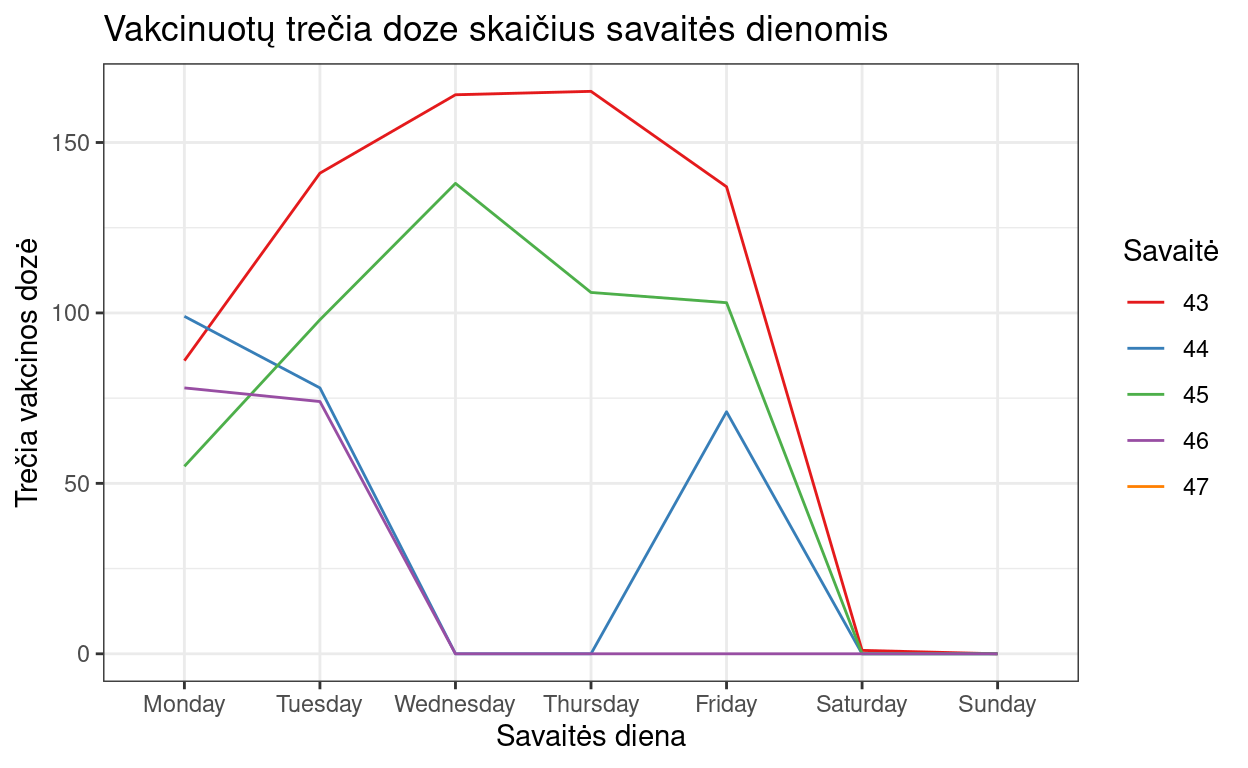 Vakcinuotų trečia doze skaičius savaitės dienomis
Trečia vakcinos dozė
150
100
50
0
Monday Tuesday Wednesday Thursday Friday Saturday Sunday
Savaitės diena
Savaitė
43
44
45
46
47